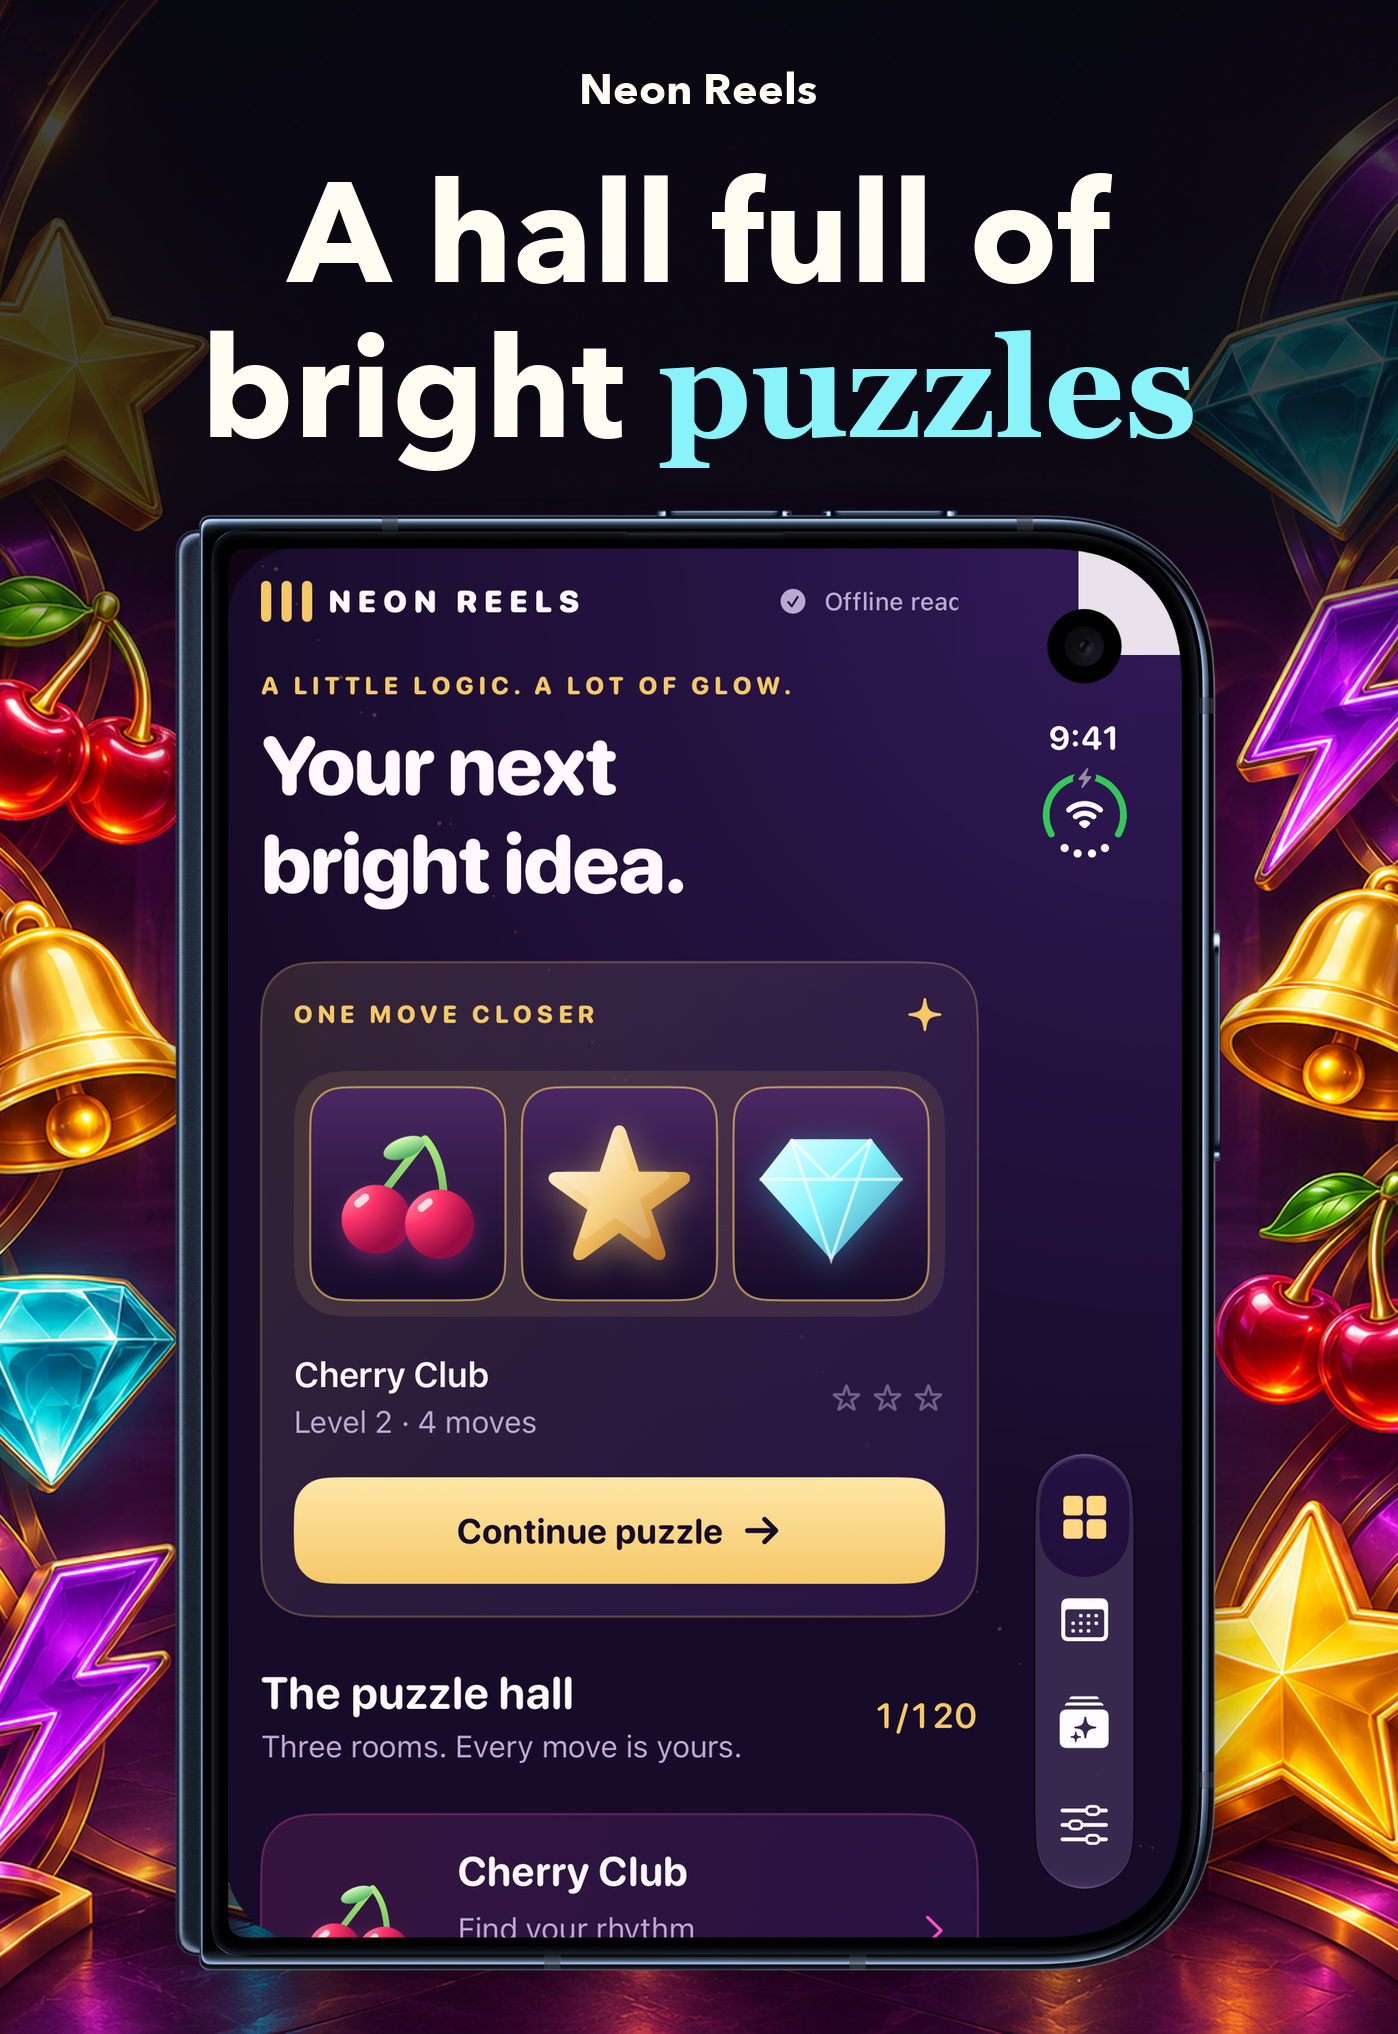 Neon Reels
A hall full of
bright puzzles
NEON REELS
Offline reac
A LITTLE LOGIC. A LOT OF GLOW.
9:41
Your next
bright idea.
ONE MOVE CLOSER
Cherry Club
Level 2 · 4 moves
Continue puzzle →
The puzzle hall
1/120
Three rooms. Every move is yours.
Cherry Club
Find your rhythm